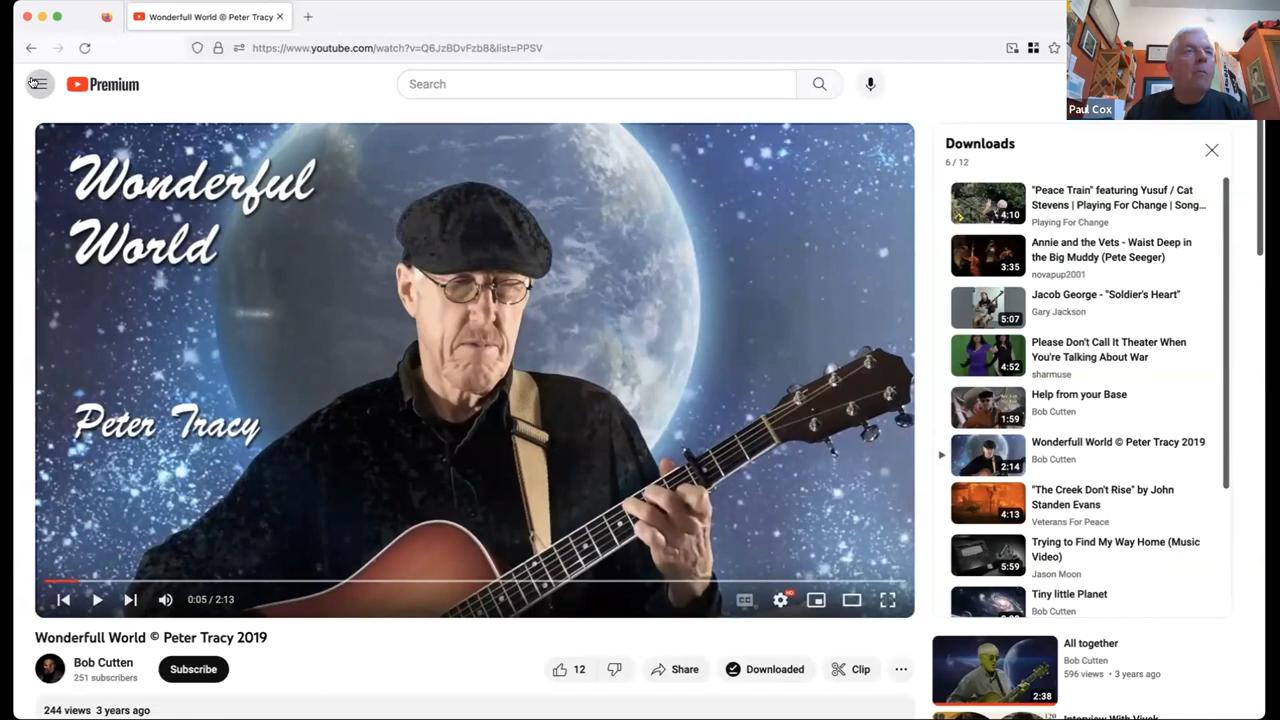 Wonderfull World © Peter Tracy
https://www.youtube.com/watch?v=Q6JzBDvFzb8&list=PPSV
Premium
Search
Paul Cox
Wonderful
World
Peter Tracy
0:05 / 2:13
CC
HD
Wonderfull World © Peter Tracy 2019
Bob Cutten
251 subscribers
Subscribe
12
Share
Downloaded
Clip
244 views 3 years ago
Downloads
6 / 12
4:10
"Peace Train" featuring Yusuf / Cat
Stevens | Playing For Change | Song...
Playing For Change
3:35
Annie and the Vets - Waist Deep in
the Big Muddy (Pete Seeger)
novapup2001
5:07
Jacob George - "Soldier's Heart"
Gary Jackson
4:52
Please Don't Call It Theater When
You're Talking About War
sharmuse
1:59
Help from your Base
Bob Cutten
2:14
Wonderfull World © Peter Tracy 2019
Bob Cutten
4:13
"The Creek Don't Rise" by John
Standen Evans
Veterans For Peace
5:59
Trying to Find My Way Home (Music
Video)
Jason Moon
Tiny little Planet
Bob Cutten
2:38
All together
Bob Cutten
596 views • 3 years ago
Interview With Vivek